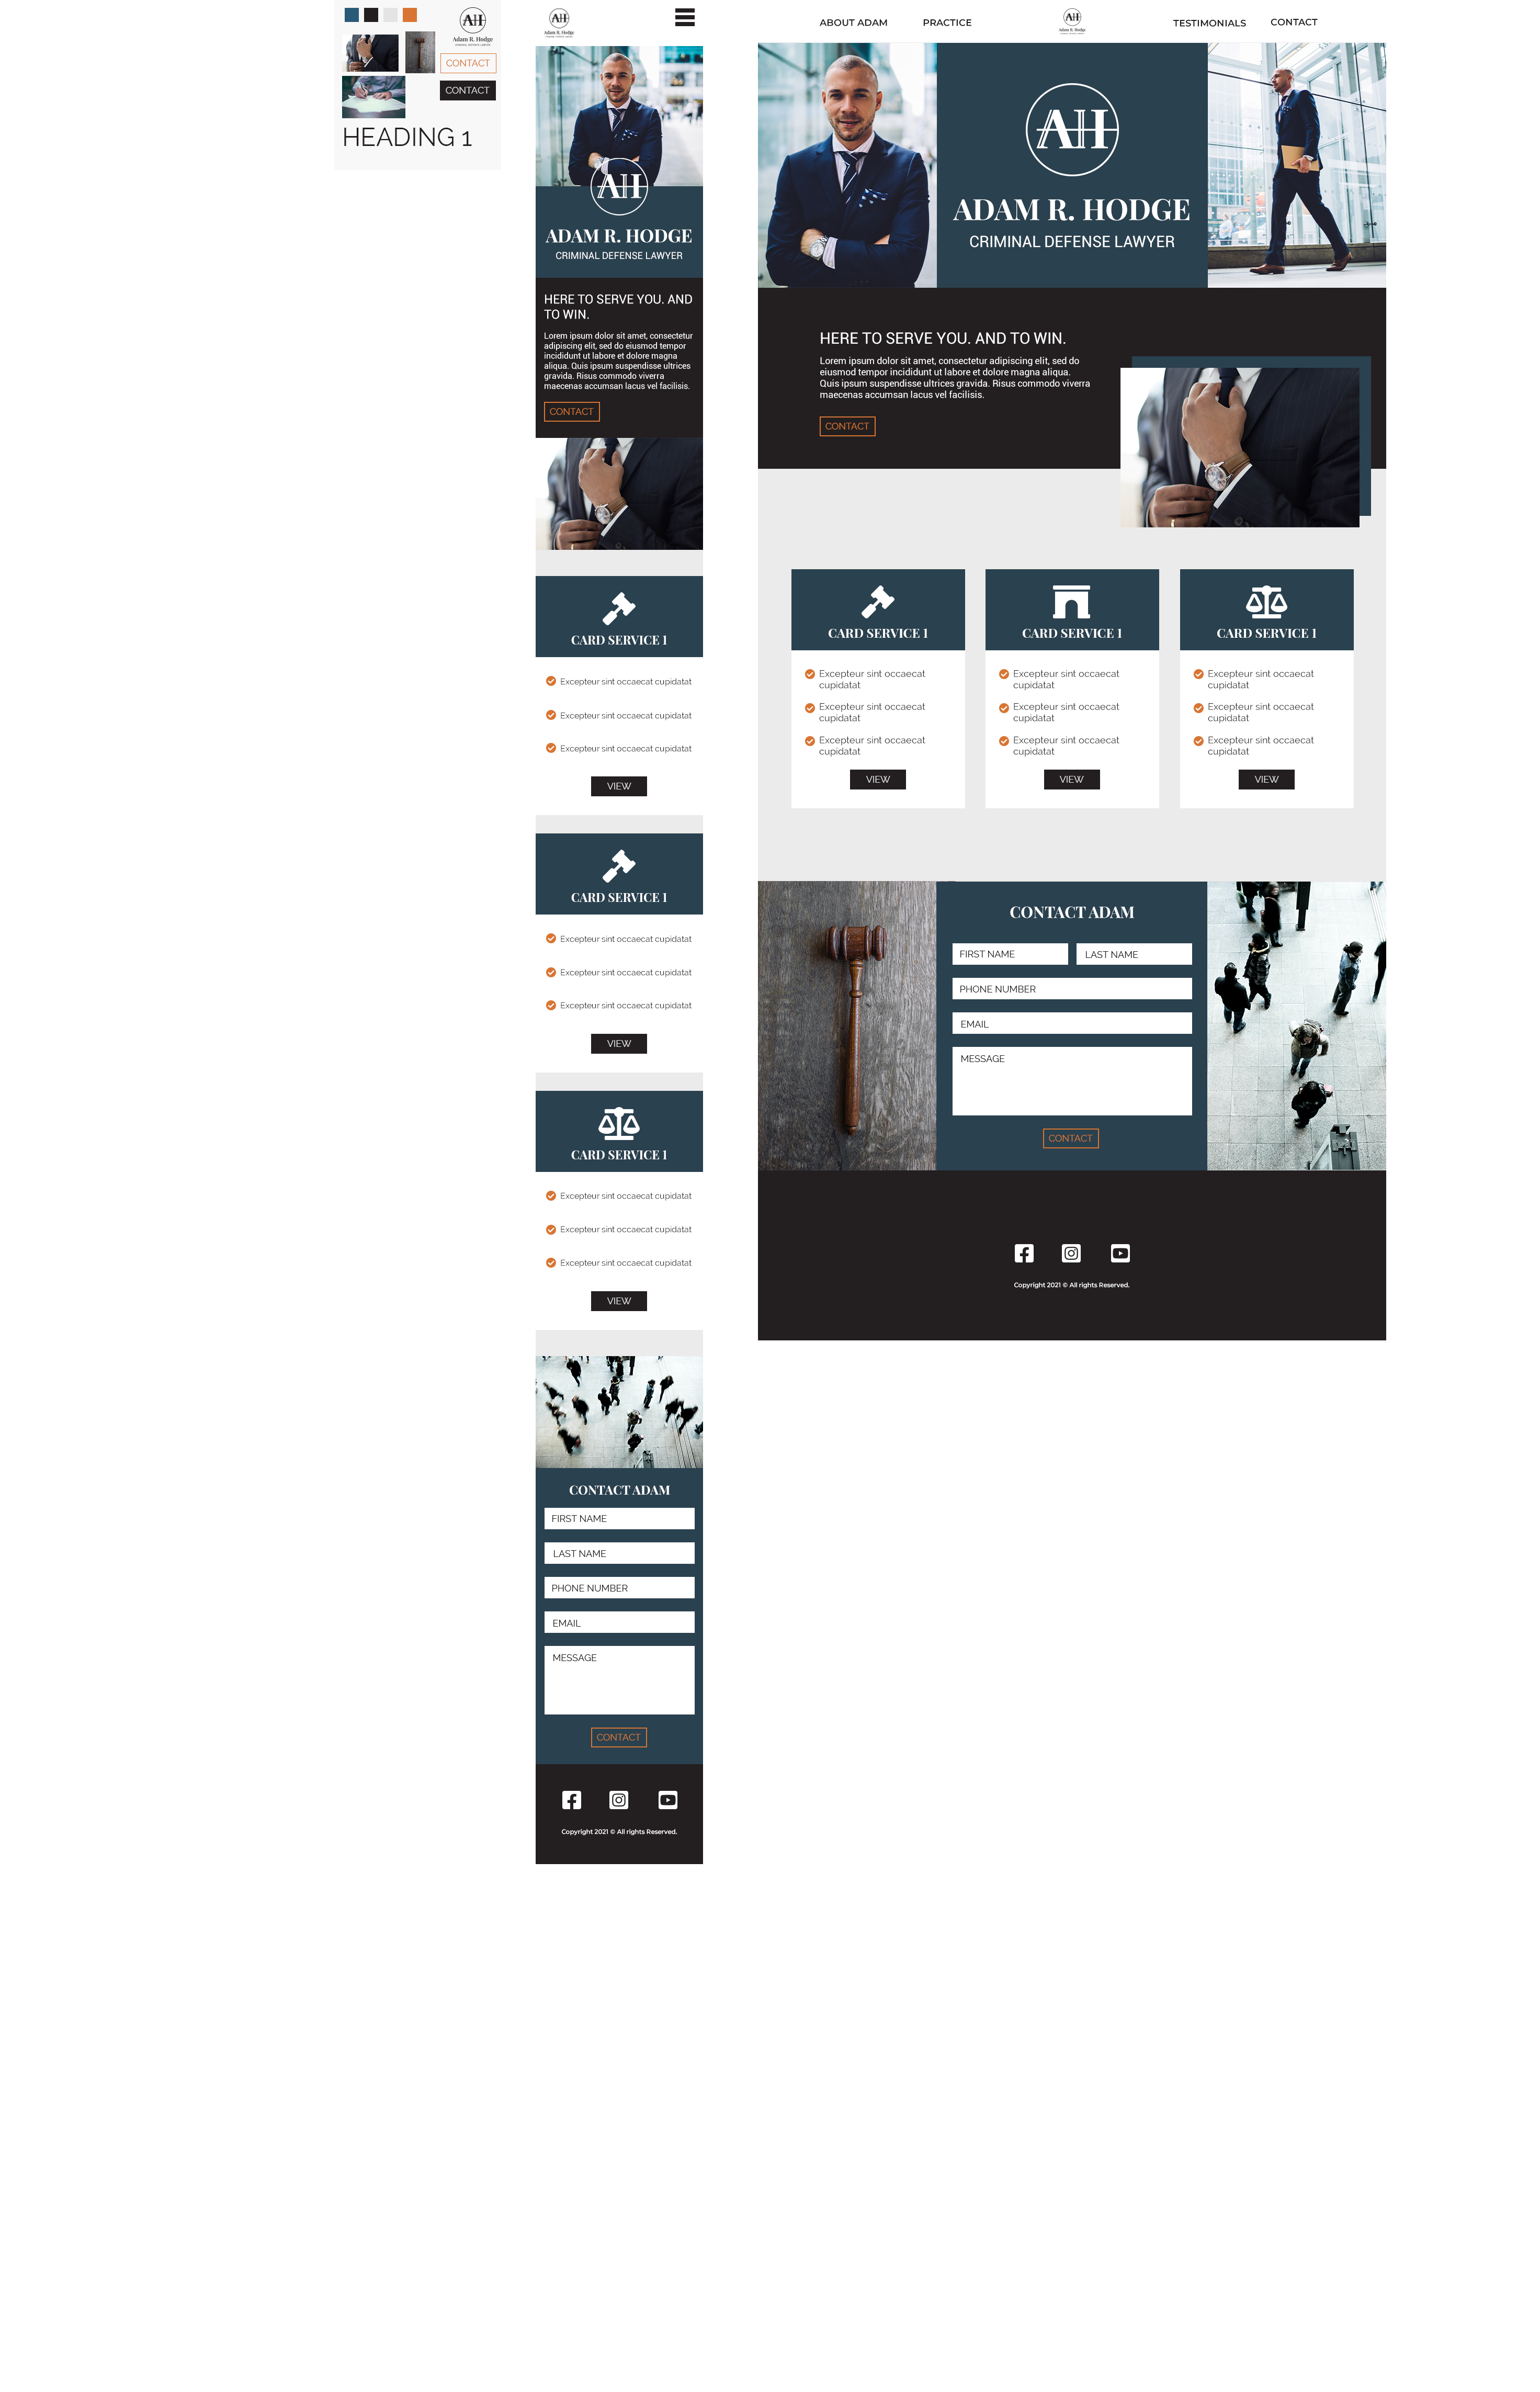 AH
Adam R. Hodge
CRIMINAL DEFENSE LAWYER
CONTACT
CONTACT
HEADING 1
AH
Adam R. Hodge
CRIMINAL DEFENSE LAWYER
AH
ADAM R. HODGE
CRIMINAL DEFENSE LAWYER
HERE TO SERVE YOU. AND
TO WIN.
Lorem ipsum dolor sit amet, consectetur
adipiscing elit, sed do eiusmod tempor
incididunt ut labore et dolore magna
aliqua. Quis ipsum suspendisse ultrices
gravida. Risus commodo viverra
maecenas accumsan lacus vel facilisis.
CONTACT
CARD SERVICE 1
Excepteur sint occaecat cupidatat
Excepteur sint occaecat cupidatat
Excepteur sint occaecat cupidatat
VIEW
CARD SERVICE 1
Excepteur sint occaecat cupidatat
Excepteur sint occaecat cupidatat
Excepteur sint occaecat cupidatat
VIEW
CARD SERVICE 1
Excepteur sint occaecat cupidatat
Excepteur sint occaecat cupidatat
Excepteur sint occaecat cupidatat
VIEW
CONTACT ADAM
FIRST NAME
LAST NAME
PHONE NUMBER
EMAIL
MESSAGE
CONTACT
Copyright 2021 © All rights Reserved.
ABOUT ADAM PRACTICE
AH
Adam R. Hodge
CRIMINAL DEFENSE LAWYER
TESTIMONIALS CONTACT
AH
ADAM R. HODGE
CRIMINAL DEFENSE LAWYER
HERE TO SERVE YOU. AND TO WIN.
Lorem ipsum dolor sit amet, consectetur adipiscing elit, sed do
eiusmod tempor incididunt ut labore et dolore magna aliqua.
Quis ipsum suspendisse ultrices gravida. Risus commodo viverra
maecenas accumsan lacus vel facilisis.
CONTACT
CARD SERVICE 1
Excepteur sint occaecat
cupidatat
Excepteur sint occaecat
cupidatat
Excepteur sint occaecat
cupidatat
VIEW
CARD SERVICE 1
Excepteur sint occaecat
cupidatat
Excepteur sint occaecat
cupidatat
Excepteur sint occaecat
cupidatat
VIEW
CARD SERVICE 1
Excepteur sint occaecat
cupidatat
Excepteur sint occaecat
cupidatat
Excepteur sint occaecat
cupidatat
VIEW
CONTACT ADAM
FIRST NAME LAST NAME
PHONE NUMBER
EMAIL
MESSAGE
CONTACT
Copyright 2021 © All rights Reserved.